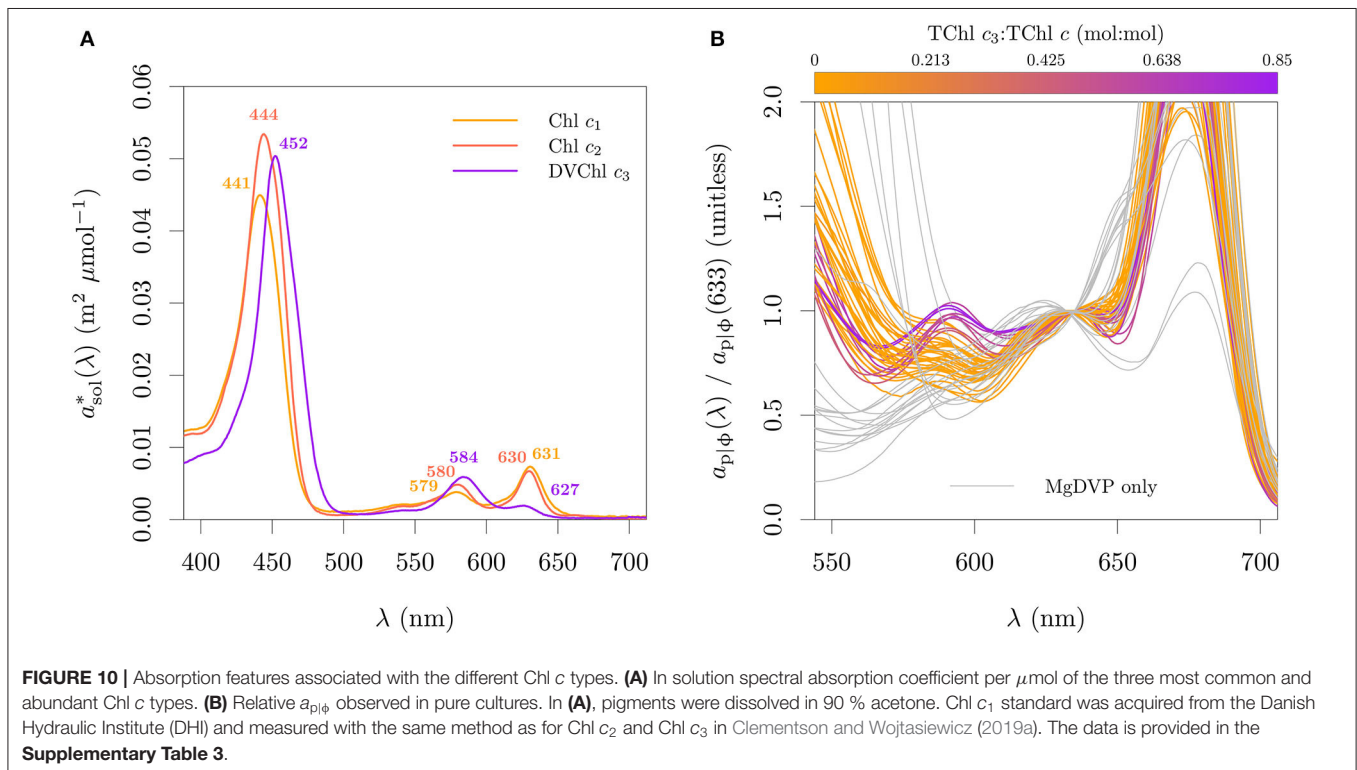 A
0.06
0.05
0.04
0.03
0.02
0.01
0.00
a*sol(λ) (m² μmol⁻¹)
444
452
441
Chl c₁
Chl c₂
DVChl c₃
580
584
579
630
631
627
400 450 500 550 600 650 700
λ (nm)
B
TChl c₃:TChl c (mol:mol)
0 0.213 0.425 0.638 0.85
2.0
1.5
1.0
0.5
0.0
aₚ|ᵩ(λ) / aₚ|ᵩ(633) (unitless)
MgDVP only
550 600 650 700
λ (nm)
FIGURE 10 | Absorption features associated with the different Chl c types. (A) In solution spectral absorption coefficient per μmol of the three most common and
abundant Chl c types. (B) Relative aₚ|ᵩ observed in pure cultures. In (A), pigments were dissolved in 90 % acetone. Chl c₁ standard was acquired from the Danish
Hydraulic Institute (DHI) and measured with the same method as for Chl c₂ and Chl c₃ in Clementson and Wojtasiewicz (2019a). The data is provided in the
Supplementary Table 3.